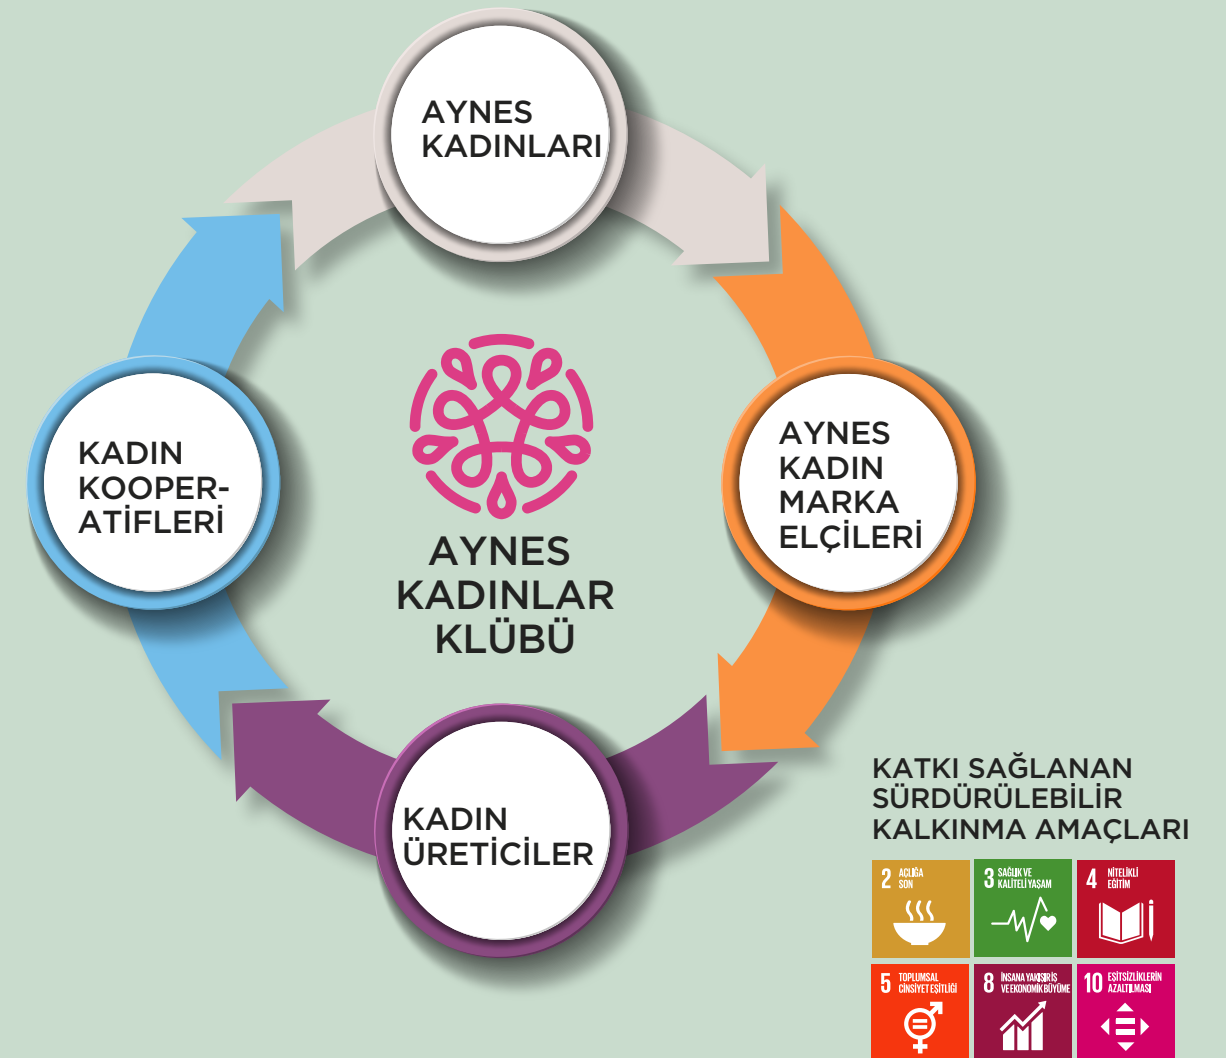 AYNES
KADINLARI
AYNES
KADIN
MARKA
ELÇİLERİ
KADIN
ÜRETİCİLER
KADIN
KOOPER-
ATİFLERİ
AYNES
KADINLAR
KLÜBÜ
KATKI SAĞLANAN
SÜRDÜRÜLEBİLİR
KALKINMA AMAÇLARI
2 AÇLIĞA
SON
3 SAĞLIK VE
KALİTELİ YAŞAM
4 NİTELİKLİ
EĞİTİM
5 TOPLUMSAL
CİNSİYET EŞİTLİĞİ
8 İNSANA YAKIŞIR İŞ
VE EKONOMİK BÜYÜME
10 EŞİTSİZLİKLERİN
AZALTILMASI